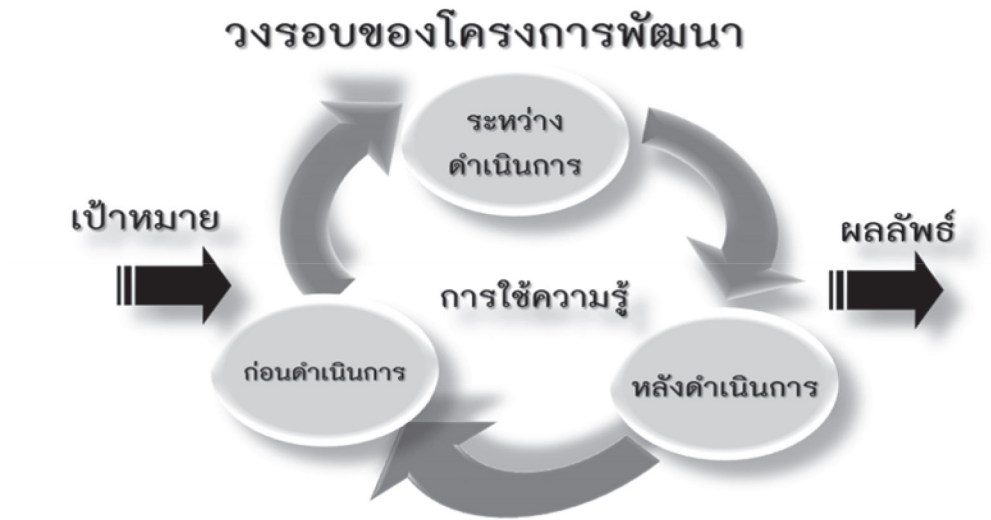 วงรอบของโครงการพัฒนา
ระหว่าง
ดำเนินการ
เป้าหมาย
ผลลัพธ์
การใช้ความรู้
ก่อนดำเนินการ
หลังดำเนินการ